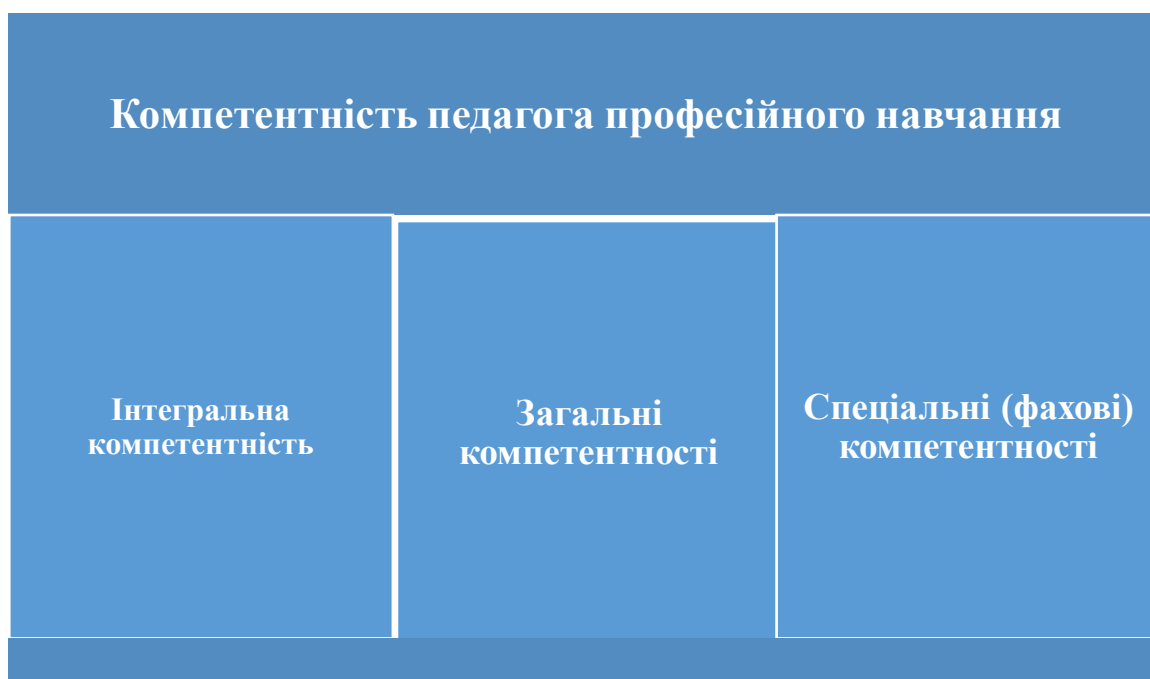 Компетентність педагога професійного навчання
Інтегральна
компетентність
Загальні
компетентності
Спеціальні (фахові)
компетентності